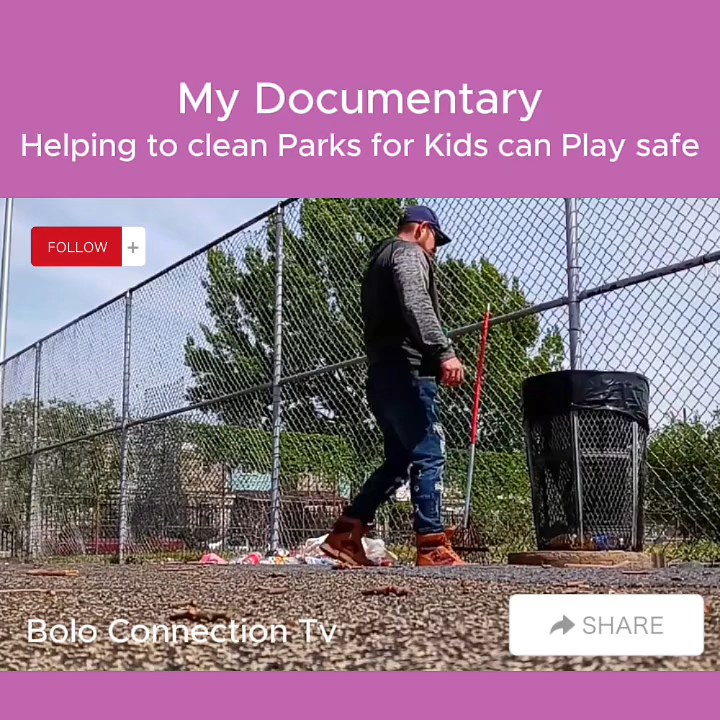 My Documentary
Helping to clean Parks for Kids can Play safe
FOLLOW +
Bolo Connection Tv
SHARE